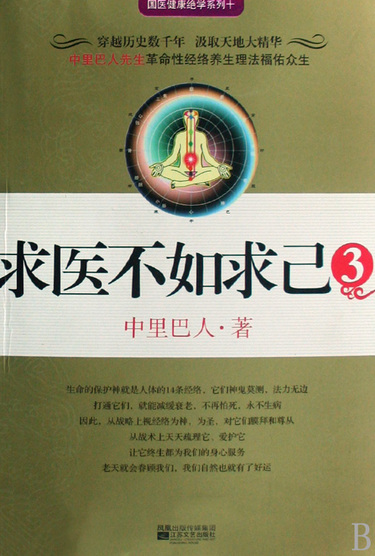 国医健康绝学系列十
穿越历史数千年 汲取天地大精华
中里巴人先生革命性经络养生理法福佑众生
求医不如求己3
中里巴人·著
生命的保护神就是人体的14条经络，它们神鬼莫测，法力无边
打通它们，就能减缓衰老，不再怕死，永不生病
因此，从战略上视经络为神、为圣，对它们膜拜和尊从
从战术上天天疏理它、爱护它
让它终生都为我们的身心服务
老天就会眷顾我们，我们自然也就有了好运
凤凰出版传媒集团
江苏文艺出版社
B